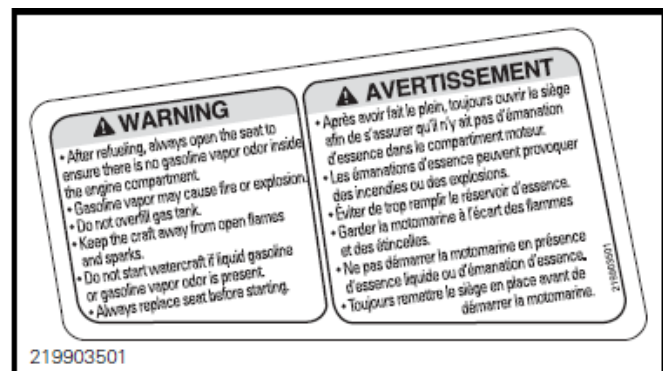 WARNING
• After refueling, always open the seat to
ensure there is no gasoline vapor odor inside
the engine compartment.
• Gasoline vapor may cause fire or explosion.
• Do not overfill gas tank.
• Keep the craft away from open flames
and sparks.
• Do not start watercraft if liquid gasoline
or gasoline vapor odor is present.
• Always replace seat before starting.
AVERTISSEMENT
• Après avoir fait le plein, toujours ouvrir le siège
afin de s'assurer qu'il n'y ait pas d'émanation
d'essence dans le compartiment moteur.
• Les émanations d'essence peuvent provoquer
des incendies ou des explosions.
• Éviter de trop remplir le réservoir d'essence.
• Garder la motomarine à l'écart des flammes
et des étincelles.
• Ne pas démarrer la motomarine en présence
d'essence liquide ou d'émanation d'essence.
• Toujours remettre le siège en place avant de
démarrer la motomarine.
219903501
219903501